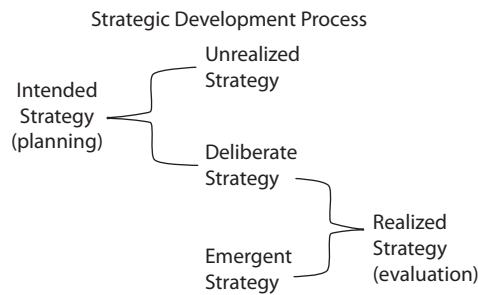 Strategic Development Process
Unrealized
Strategy
Intended
Strategy
(planning)
Deliberate
Strategy
Realized
Strategy
(evaluation)
Emergent
Strategy